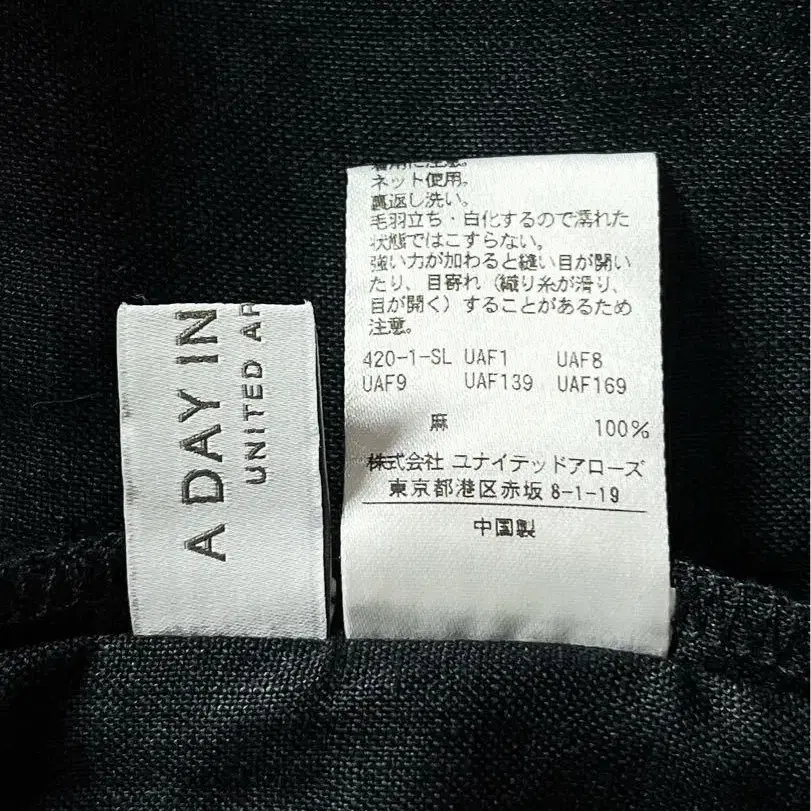 A DAY IN
UNITED AR
着用に注意。
ネット使用。
裏返し洗い。
毛羽立ち・白化するので濡れた
状態ではこすらない。
強い力が加わると縫い目が開い
たり、目寄れ（織り糸が滑り、
目が開く）することがあるため
注意。
420-1-SL UAF1 UAF8
UAF9 UAF139 UAF169
麻 100%
株式会社 ユナイテッドアローズ
東京都港区赤坂 8-1-19
中国製